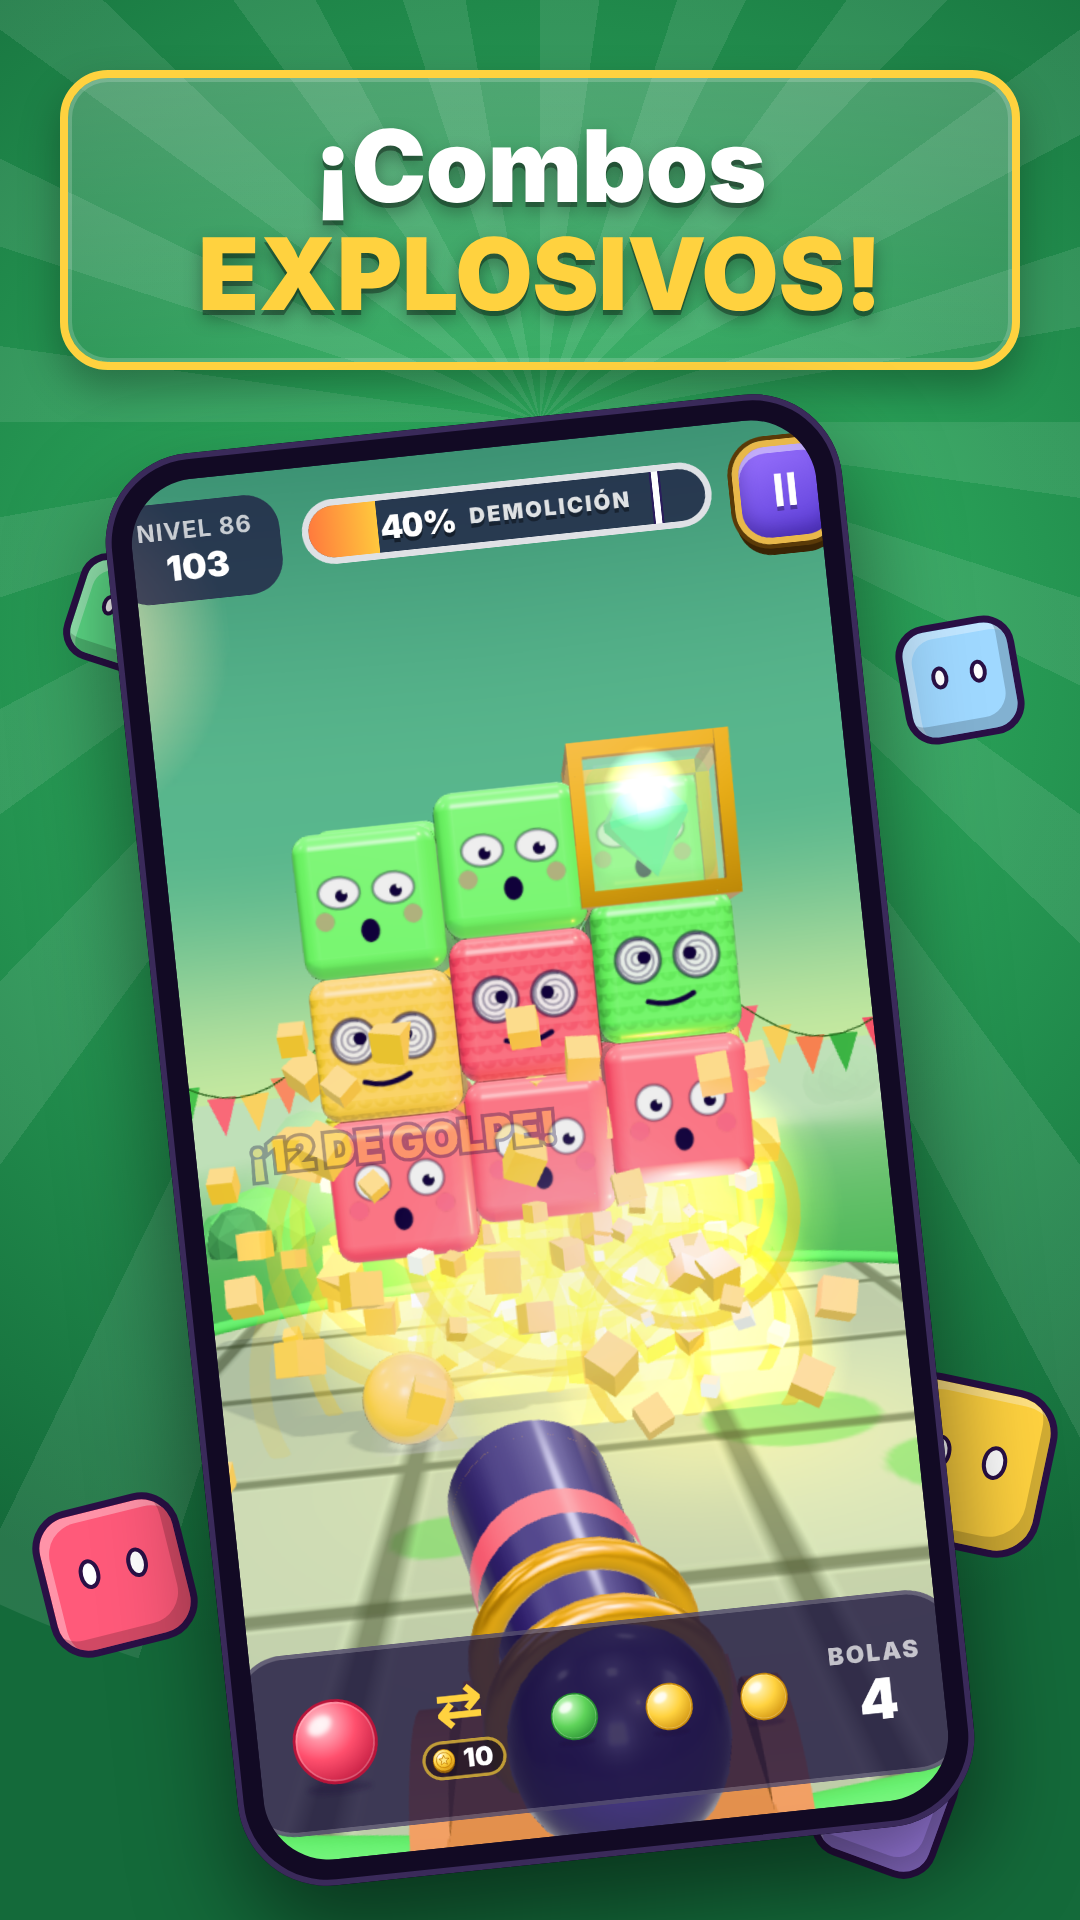 ¡Combos
EXPLOSIVOS!
NIVEL 86
103
40% DEMOLICIÓN
¡12 DE GOLPE!
BOLAS
4
10